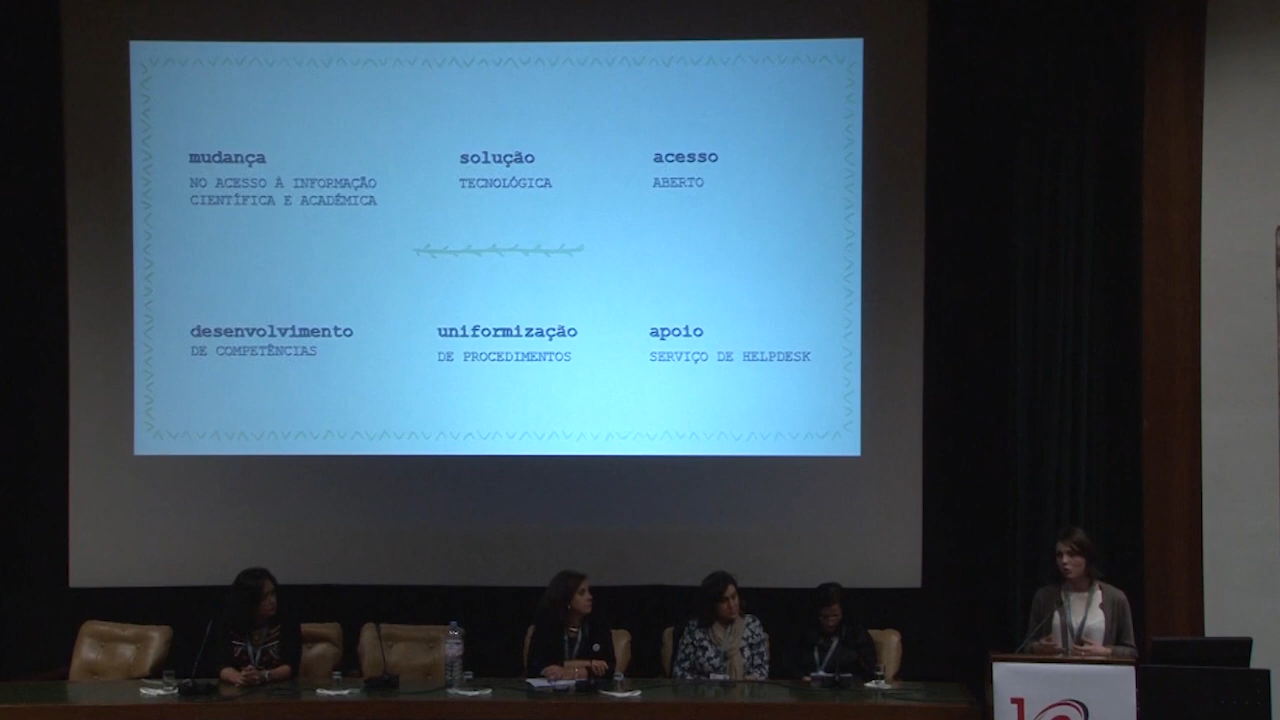 mudança
NO ACESSO À INFORMAÇÃO
CIENTÍFICA E ACADÉMICA
solução
TECNOLÓGICA
acesso
ABERTO
desenvolvimento
DE COMPETÊNCIAS
uniformização
DE PROCEDIMENTOS
apoio
SERVIÇO DE HELPDESK